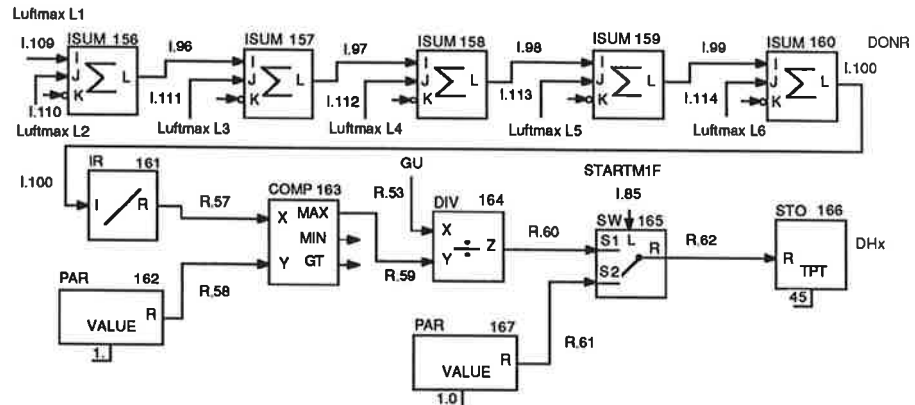 Luftmax L1
I.109 ISUM 156 I.96 ISUM 157 I.97 ISUM 158 I.98 ISUM 159 I.99 ISUM 160 DONR
I J K Σ L I J K Σ L I J K Σ L I J K Σ L I J K Σ L I.100
I.110 I.111 I.112 I.113 I.114
Luftmax L2 Luftmax L3 Luftmax L4 Luftmax L5 Luftmax L6
I.100 IR 161
I R R.57
COMP 163
X MAX
MIN
Y GT
PAR 162
R
VALUE
1.
R.58
R.59
GU
R.53
DIV 164
X
Y ÷ Z
R.60
STARTM1F
I.85
SW 165
S1 L R
S2
R.62
STO 166
R
TPT
45
DHx
PAR 167
R
VALUE
1.0
R.61